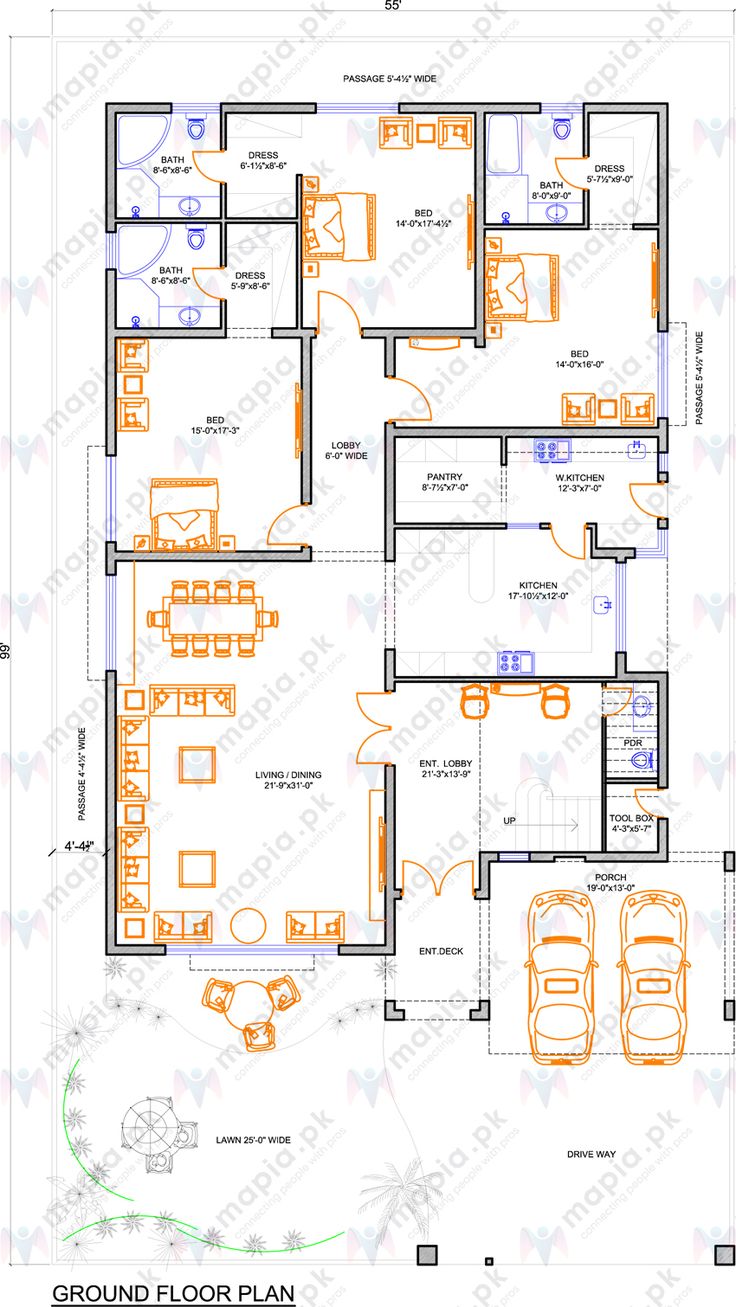 55'
PASSAGE 5'-4½" WIDE
BATH
8'-6"x8'-6"
DRESS
6'-1½"x8'-6"
BED
14'-0"x17'-4½"
BATH
8'-0"x9'-0"
DRESS
5'-7½"x9'-0"
BATH
8'-6"x8'-6"
DRESS
5'-9"x8'-6"
BED
14'-0"x16'-0"
PASSAGE 5'-4½" WIDE
BED
15'-0"x17'-3"
LOBBY
6'-0" WIDE
PANTRY
8'-7½"x7'-0"
W.KITCHEN
12'-3"x7'-0"
KITCHEN
17'-10½"x12'-0"
99'
PASSAGE 4'-4½" WIDE
LIVING / DINING
21'-9"x31'-0"
ENT. LOBBY
21'-3"x13'-9"
PDR
UP
TOOL BOX
4'-3"x5'-7"
4'-4½"
PORCH
19'-0"x13'-0"
ENT.DECK
LAWN 25'-0" WIDE
DRIVE WAY
GROUND FLOOR PLAN
mapia.pk
connecting people with pros